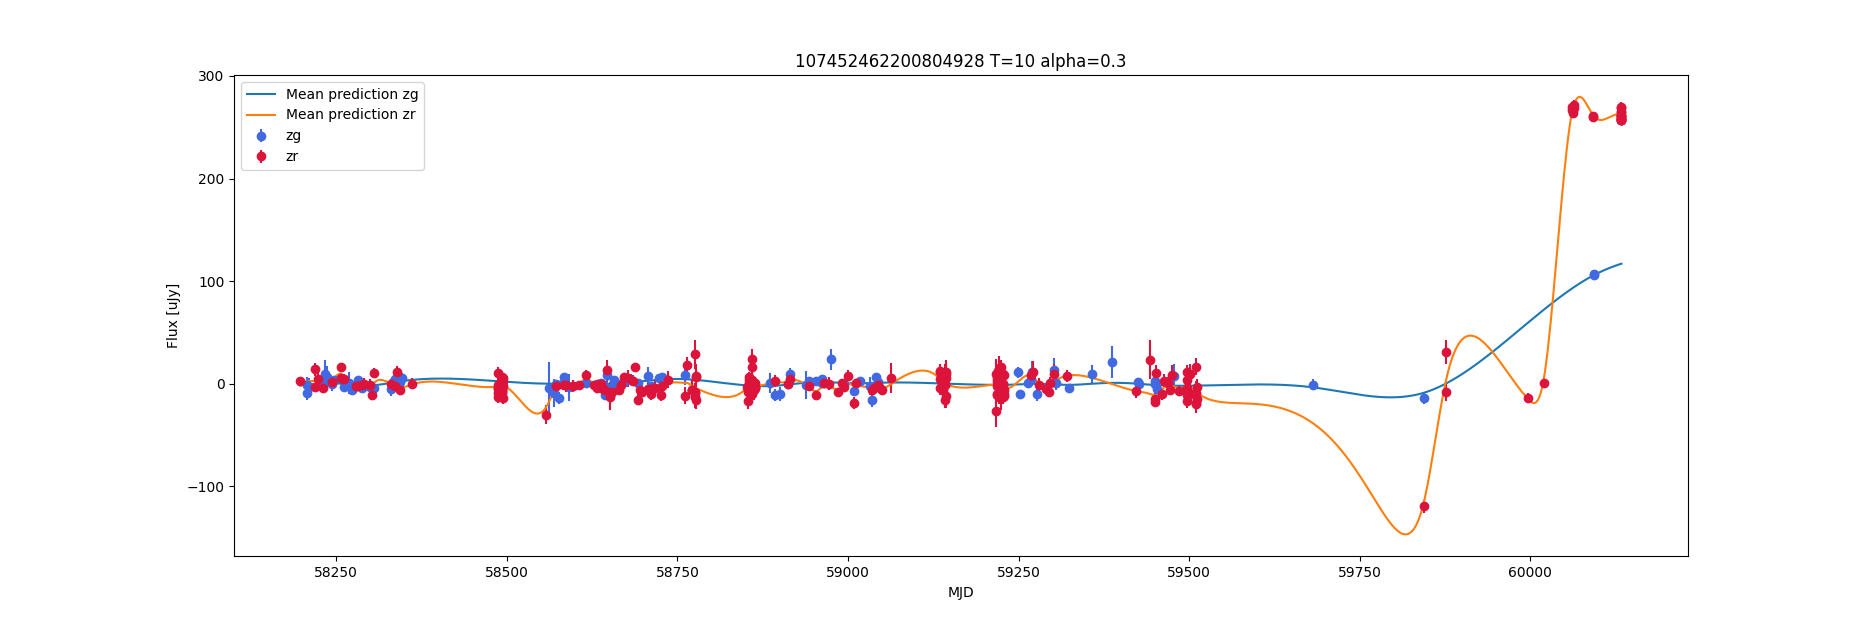 107452462200804928 T=10 alpha=0.3
Mean prediction zg
Mean prediction zr
zg
zr
Flux [uJy]
300
200
100
0
−100
58250 58500 58750 59000 59250 59500 59750 60000
MJD